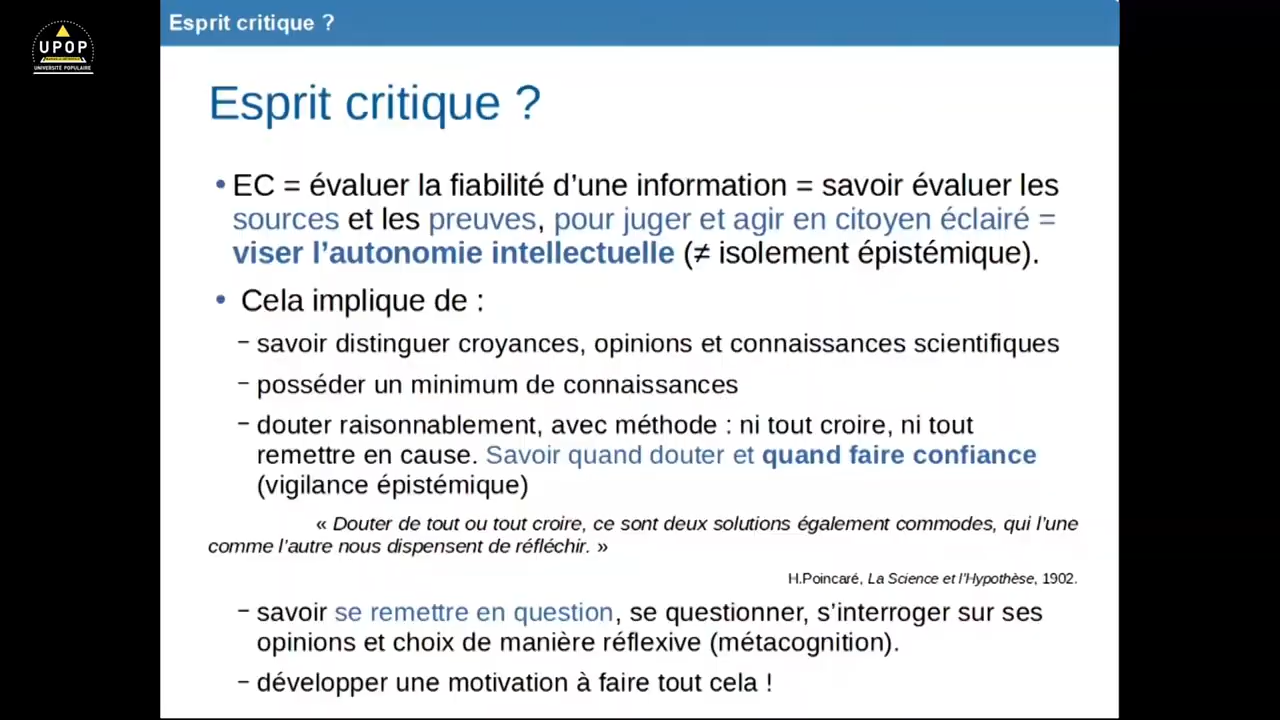 Esprit critique ?
UPOP
UNIVERSITÉ POPULAIRE
Esprit critique ?
• EC = évaluer la fiabilité d’une information = savoir évaluer les
sources et les preuves, pour juger et agir en citoyen éclairé =
viser l’autonomie intellectuelle (≠ isolement épistémique).
• Cela implique de :
– savoir distinguer croyances, opinions et connaissances scientifiques
– posséder un minimum de connaissances
– douter raisonnablement, avec méthode : ni tout croire, ni tout
remettre en cause. Savoir quand douter et quand faire confiance
(vigilance épistémique)
« Douter de tout ou tout croire, ce sont deux solutions également commodes, qui l’une
comme l’autre nous dispensent de réfléchir. »
H.Poincaré, La Science et l’Hypothèse, 1902.
– savoir se remettre en question, se questionner, s’interroger sur ses
opinions et choix de manière réflexive (métacognition).
– développer une motivation à faire tout cela !